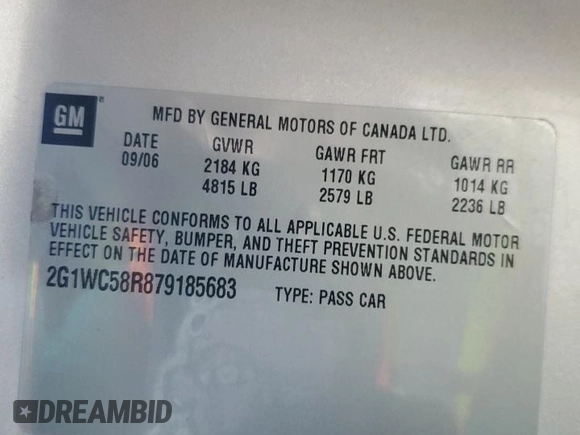 GM®
MFD BY GENERAL MOTORS OF CANADA LTD.
DATE GVWR GAWR FRT GAWR RR
09/06 2184 KG 1170 KG 1014 KG
4815 LB 2579 LB 2236 LB
THIS VEHICLE CONFORMS TO ALL APPLICABLE U.S. FEDERAL MOTOR
VEHICLE SAFETY, BUMPER, AND THEFT PREVENTION STANDARDS IN
EFFECT ON THE DATE OF MANUFACTURE SHOWN ABOVE.
2G1WC58R879185683 TYPE: PASS CAR
DREAMBID